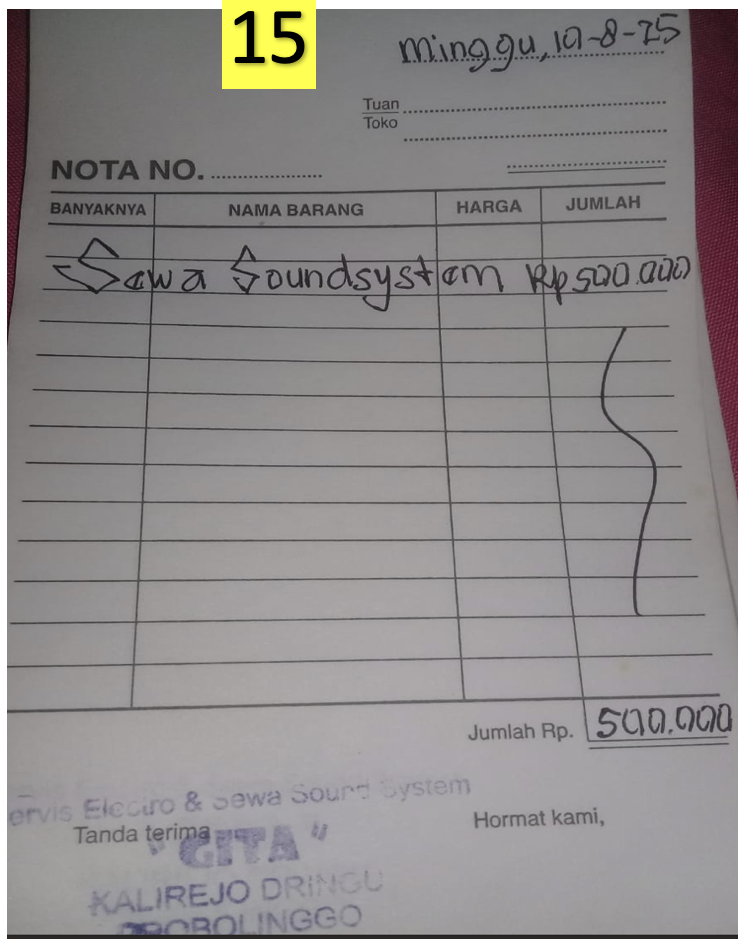 15
Minggu, 10-8-25
Tuan
Toko
NOTA NO.
BANYAKNYA NAMA BARANG HARGA JUMLAH
Sewa Soundsystem Rp 500.000
Jumlah Rp. 500.000
ervis Electro & Sewa Sound System
Tanda terima Hormat kami,
"GITA"
KALIREJO DRINGU
PROBOLINGGO